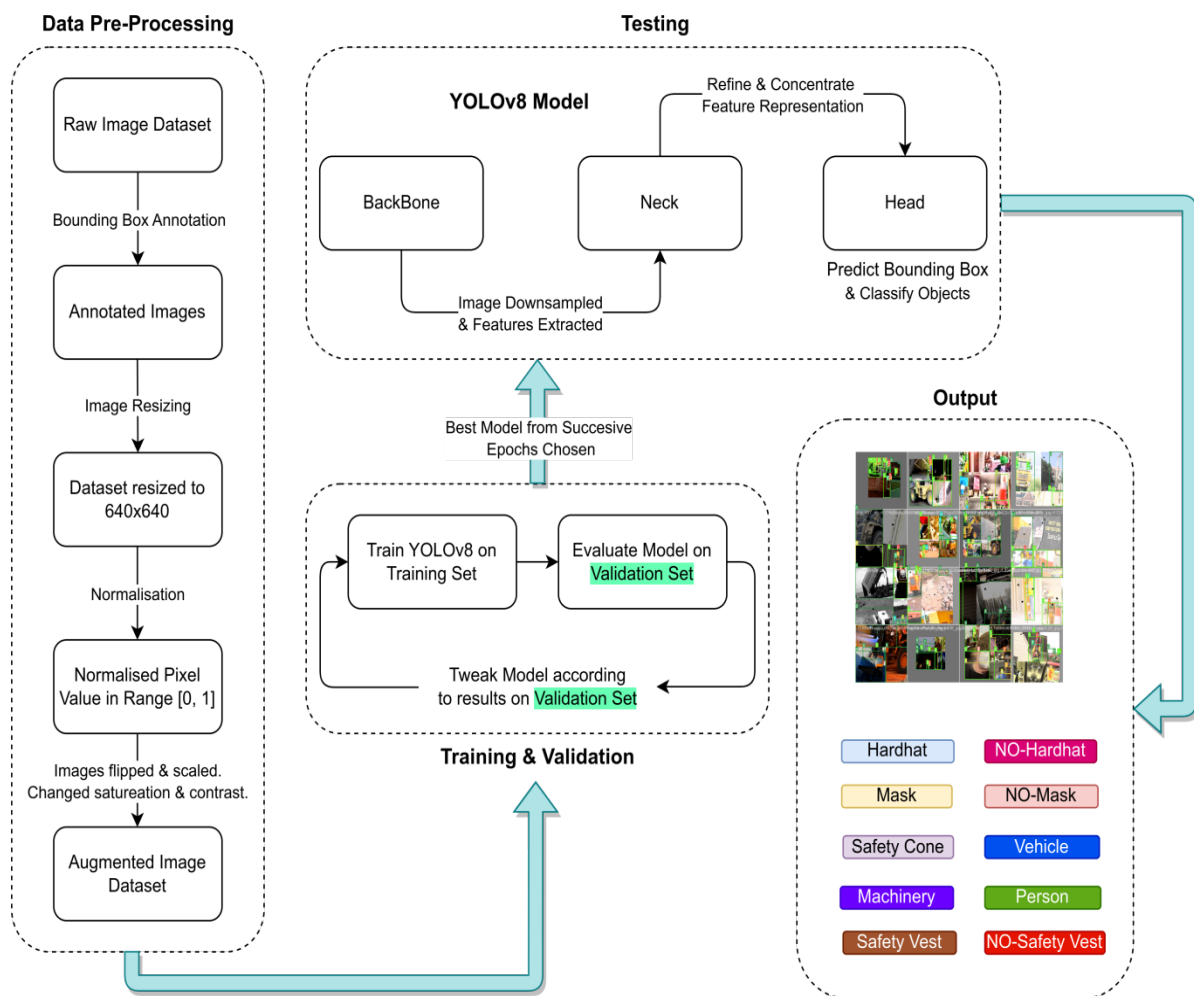 Data Pre-Processing
Raw Image Dataset
Bounding Box Annotation
Annotated Images
Image Resizing
Dataset resized to
640x640
Normalisation
Normalised Pixel
Value in Range [0, 1]
Images flipped & scaled.
Changed satureation & contrast.
Augmented Image
Dataset
Testing
YOLOv8 Model
BackBone
Image Downsampled
& Features Extracted
Neck
Refine & Concentrate
Feature Representation
Head
Predict Bounding Box
& Classify Objects
Best Model from Succesive
Epochs Chosen
Train YOLOv8 on
Training Set
Evaluate Model on
Validation Set
Tweak Model according
to results on Validation Set
Training & Validation
Output
Hardhat
NO-Hardhat
Mask
NO-Mask
Safety Cone
Vehicle
Machinery
Person
Safety Vest
NO-Safety Vest